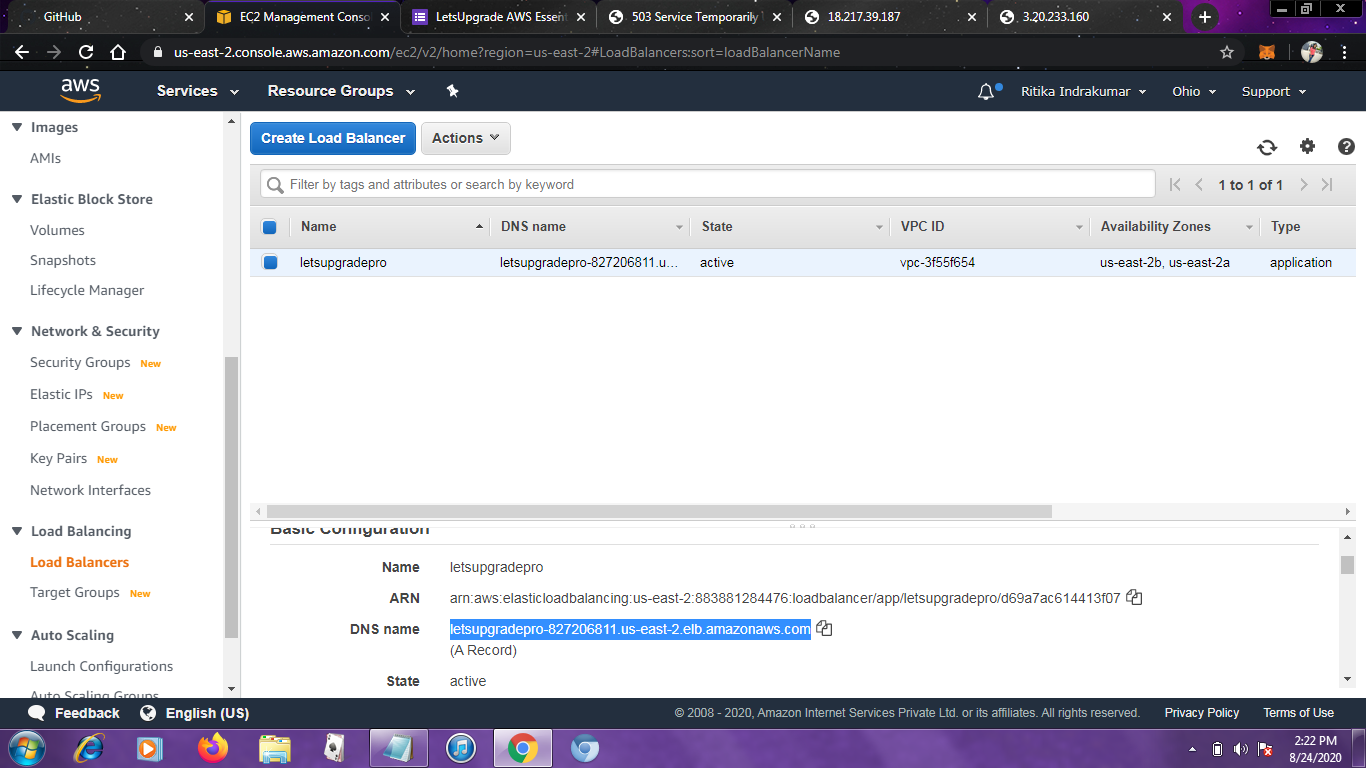 GitHub
EC2 Management Conso
LetsUpgrade AWS Essent
503 Service Temporarily
18.217.39.187
3.20.233.160
us-east-2.console.aws.amazon.com/ec2/v2/home?region=us-east-2#LoadBalancers:sort=loadBalancerName
aws
Services
Resource Groups
Ritika Indrakumar
Ohio
Support
Images
AMIs
Elastic Block Store
Volumes
Snapshots
Lifecycle Manager
Network & Security
Security Groups New
Elastic IPs New
Placement Groups New
Key Pairs New
Network Interfaces
Load Balancing
Load Balancers
Target Groups New
Auto Scaling
Launch Configurations
Auto Scaling Groups
Create Load Balancer
Actions
Filter by tags and attributes or search by keyword
1 to 1 of 1
Name DNS name State VPC ID Availability Zones Type
letsupgradepro letsupgradepro-827206811.u... active vpc-3f55f654 us-east-2b, us-east-2a application
Basic Configuration
Name letsupgradepro
ARN arn:aws:elasticloadbalancing:us-east-2:883881284476:loadbalancer/app/letsupgradepro/d69a7ac614413f07
DNS name letsupgradepro-827206811.us-east-2.elb.amazonaws.com
(A Record)
State active
Feedback
English (US)
© 2008 - 2020, Amazon Internet Services Private Ltd. or its affiliates. All rights reserved.
Privacy Policy
Terms of Use
2:22 PM
8/24/2020